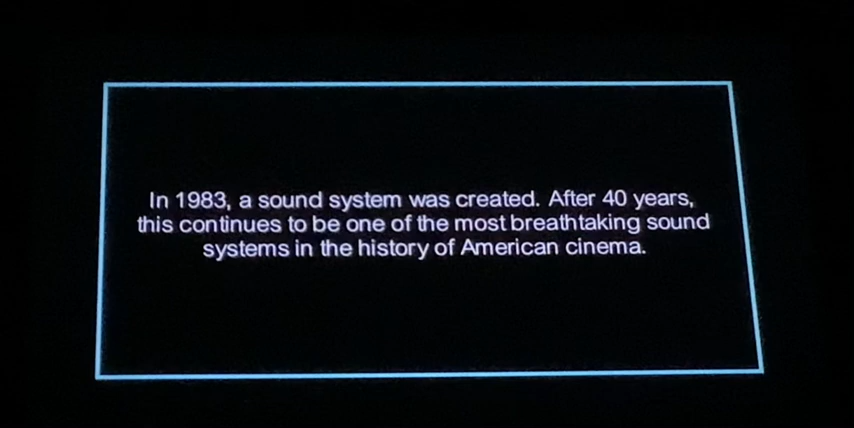 In 1983, a sound system was created. After 40 years,
this continues to be one of the most breathtaking sound
systems in the history of American cinema.